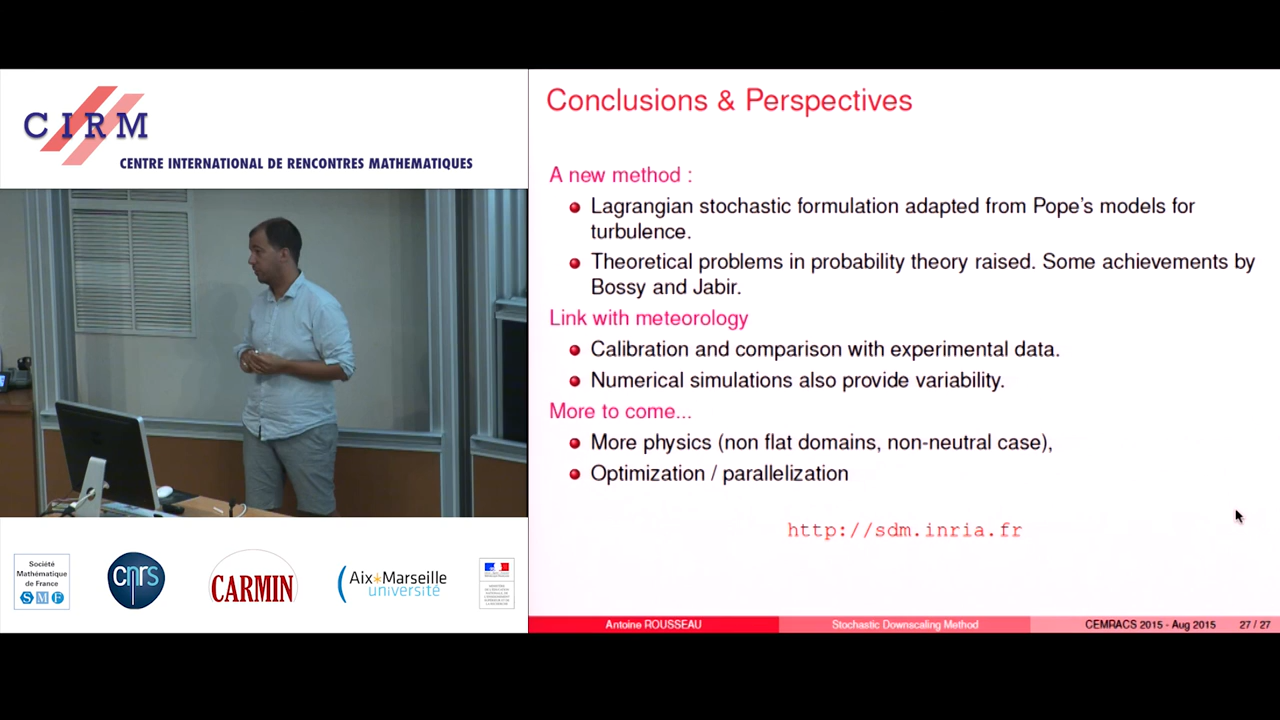 CIRM
CENTRE INTERNATIONAL DE RENCONTRES MATHEMATIQUES
Société
Mathématique
de France
SMF
cnrs
CARMIN
Aix*Marseille
université
Conclusions & Perspectives
A new method :
Lagrangian stochastic formulation adapted from Pope's models for
turbulence.
Theoretical problems in probability theory raised. Some achievements by
Bossy and Jabir.
Link with meteorology
Calibration and comparison with experimental data.
Numerical simulations also provide variability.
More to come...
More physics (non flat domains, non-neutral case),
Optimization / parallelization
http://sdm.inria.fr
Antoine ROUSSEAU
Stochastic Downscaling Method
CEMRACS 2015 - Aug 2015
27 / 27